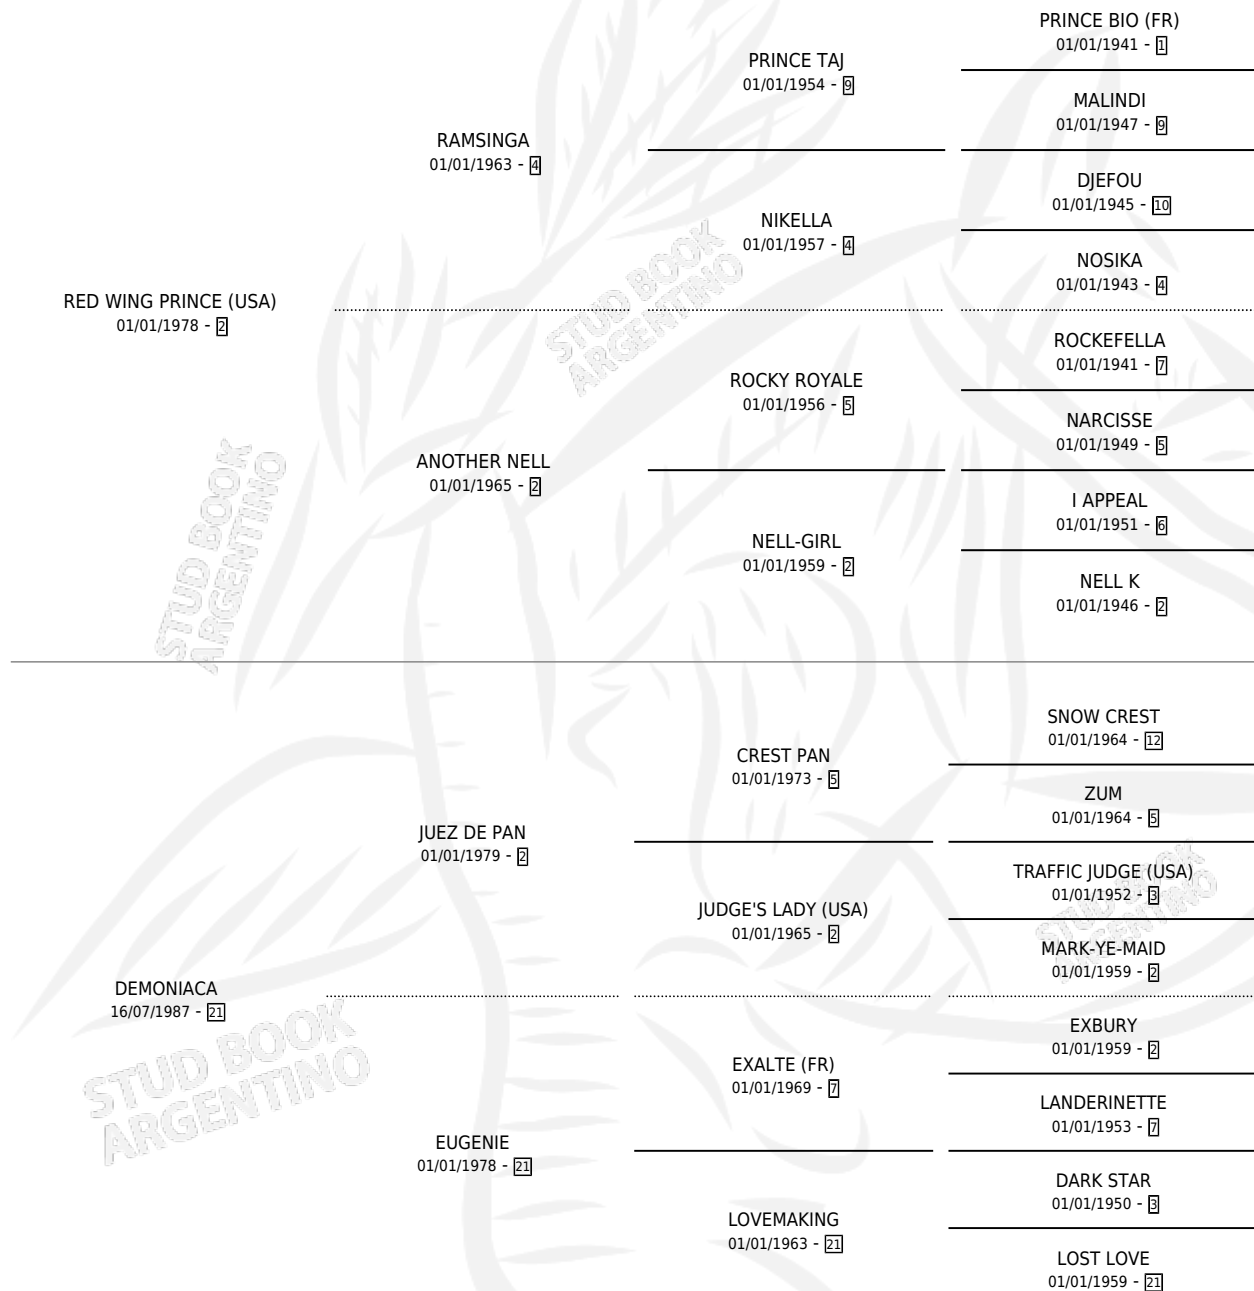 PRINCE BIO (FR)
01/01/1941 - 1
PRINCE TAJ
01/01/1954 - 9
MALINDI
01/01/1947 - 9
RAMSINGA
01/01/1963 - 4
DJEFOU
01/01/1945 - 10
NIKELLA
01/01/1957 - 4
NOSIKA
01/01/1943 - 4
RED WING PRINCE (USA)
01/01/1978 - 2
ROCKEFELLA
01/01/1941 - 7
ROCKY ROYALE
01/01/1956 - 5
NARCISSE
01/01/1949 - 5
ANOTHER NELL
01/01/1965 - 2
I APPEAL
01/01/1951 - 6
NELL-GIRL
01/01/1959 - 2
NELL K
01/01/1946 - 2
SNOW CREST
01/01/1964 - 12
CREST PAN
01/01/1973 - 5
ZUM
01/01/1964 - 5
JUEZ DE PAN
01/01/1979 - 2
TRAFFIC JUDGE (USA)
01/01/1952 - 3
JUDGE'S LADY (USA)
01/01/1965 - 2
MARK-YE-MAID
01/01/1959 - 2
DEMONIACA
16/07/1987 - 21
EXBURY
01/01/1959 - 2
EXALTE (FR)
01/01/1969 - 7
LANDERINETTE
01/01/1953 - 7
EUGENIE
01/01/1978 - 21
DARK STAR
01/01/1950 - 3
LOVEMAKING
01/01/1963 - 21
LOST LOVE
01/01/1959 - 21
STUD BOOK
ARGENTINO
STUD BOOK
ARGENTINO
STUD BOOK
ARGENTINO
STUD BOOK
ARGENTINO